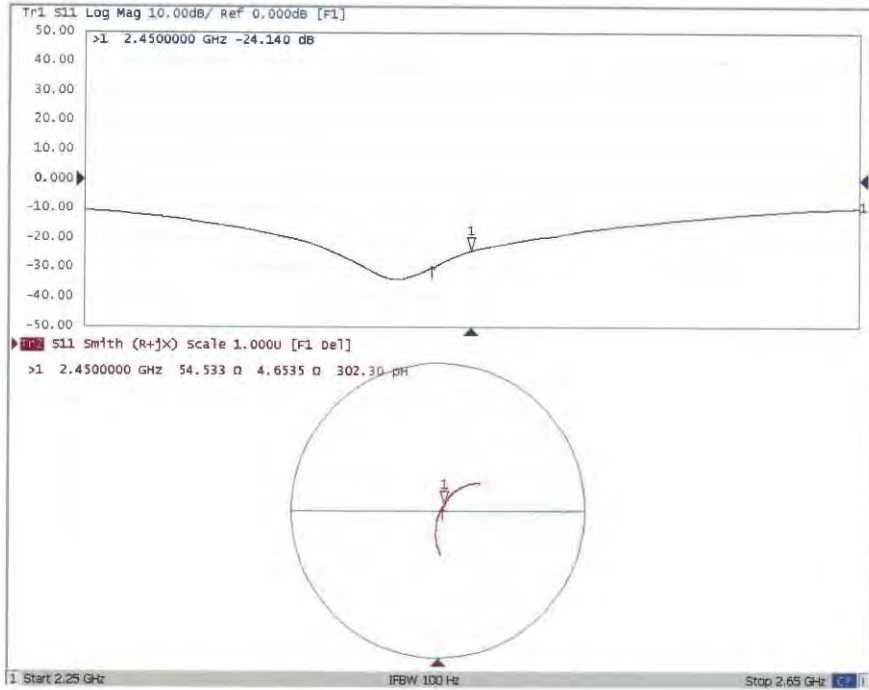 Tr1 S11 Log Mag 10.00dB/ Ref 0.000dB [F1]
50.00
>1 2.4500000 GHz -24.140 dB
40.00
30.00
20.00
10.00
0.000
-10.00
1
-20.00
1
-30.00
-40.00
-50.00
Tr2 S11 Smith (R+jX) Scale 1.000U [F1 Del]
>1 2.4500000 GHz 54.533 Ω 4.6535 Ω 302.30 pH
1
1 Start 2.25 GHz IFBW 100 Hz Stop 2.65 GHz